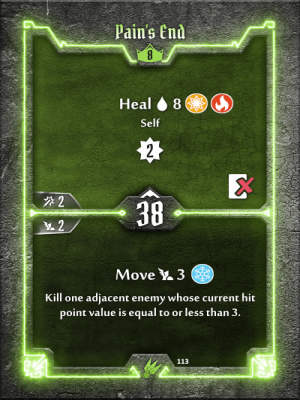 Pain's End
8
Heal 8
Self
2
2
38
2
Move 3
Kill one adjacent enemy whose current hit
point value is equal to or less than 3.
113